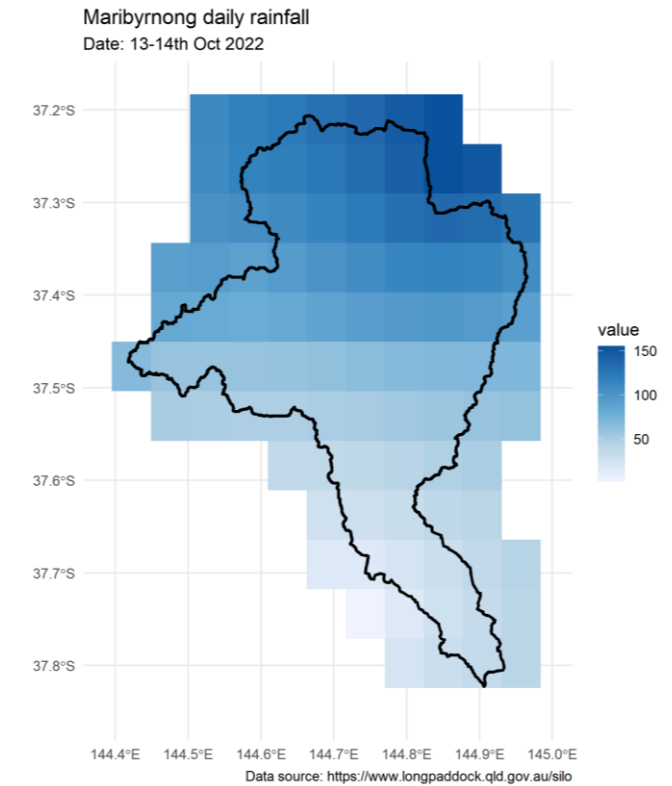 Maribyrnong daily rainfall
Date: 13-14th Oct 2022
37.2°S
37.3°S
37.4°S
37.5°S
37.6°S
37.7°S
37.8°S
value
150
100
50
144.4°E 144.5°E 144.6°E 144.7°E 144.8°E 144.9°E 145.0°E
Data source: https://www.longpaddock.qld.gov.au/silo